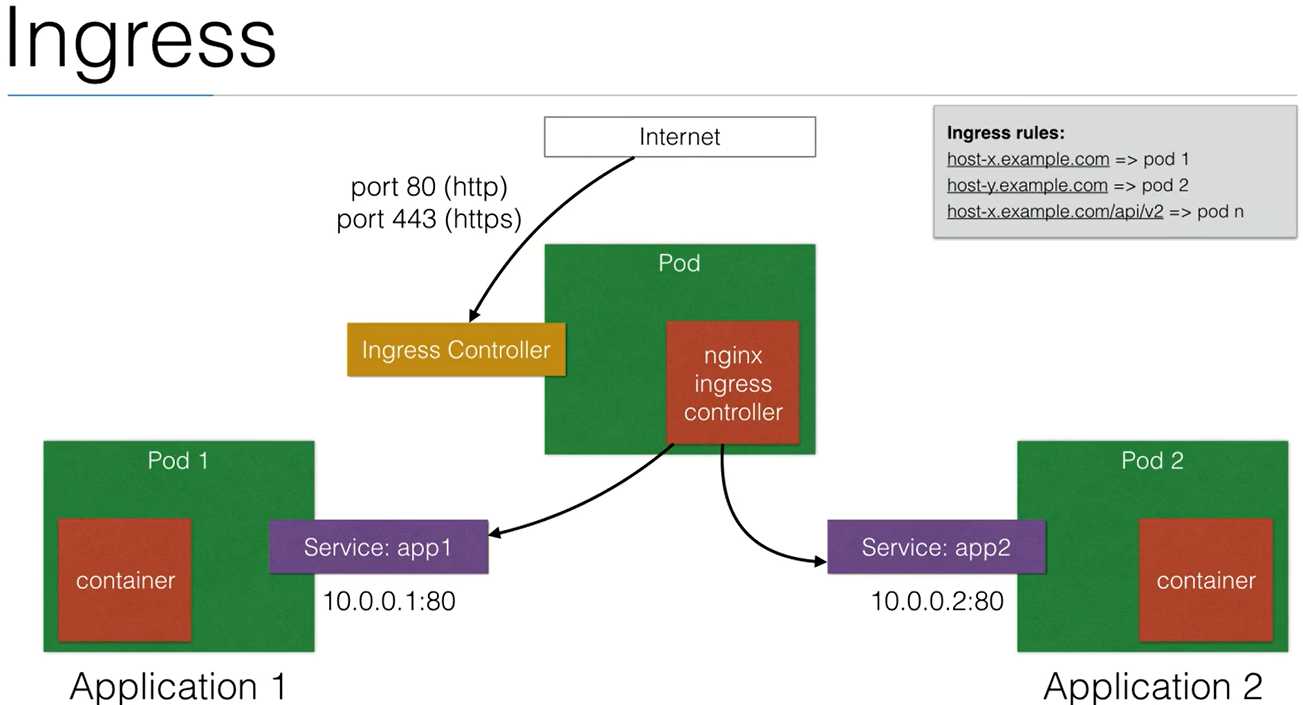 Ingress
Internet
Ingress rules:
host-x.example.com => pod 1
host-y.example.com => pod 2
host-x.example.com/api/v2 => pod n
port 80 (http)
port 443 (https)
Pod
Ingress Controller
nginx
ingress
controller
Pod 1
container
Service: app1
10.0.0.1:80
Application 1
Pod 2
Service: app2
container
10.0.0.2:80
Application 2